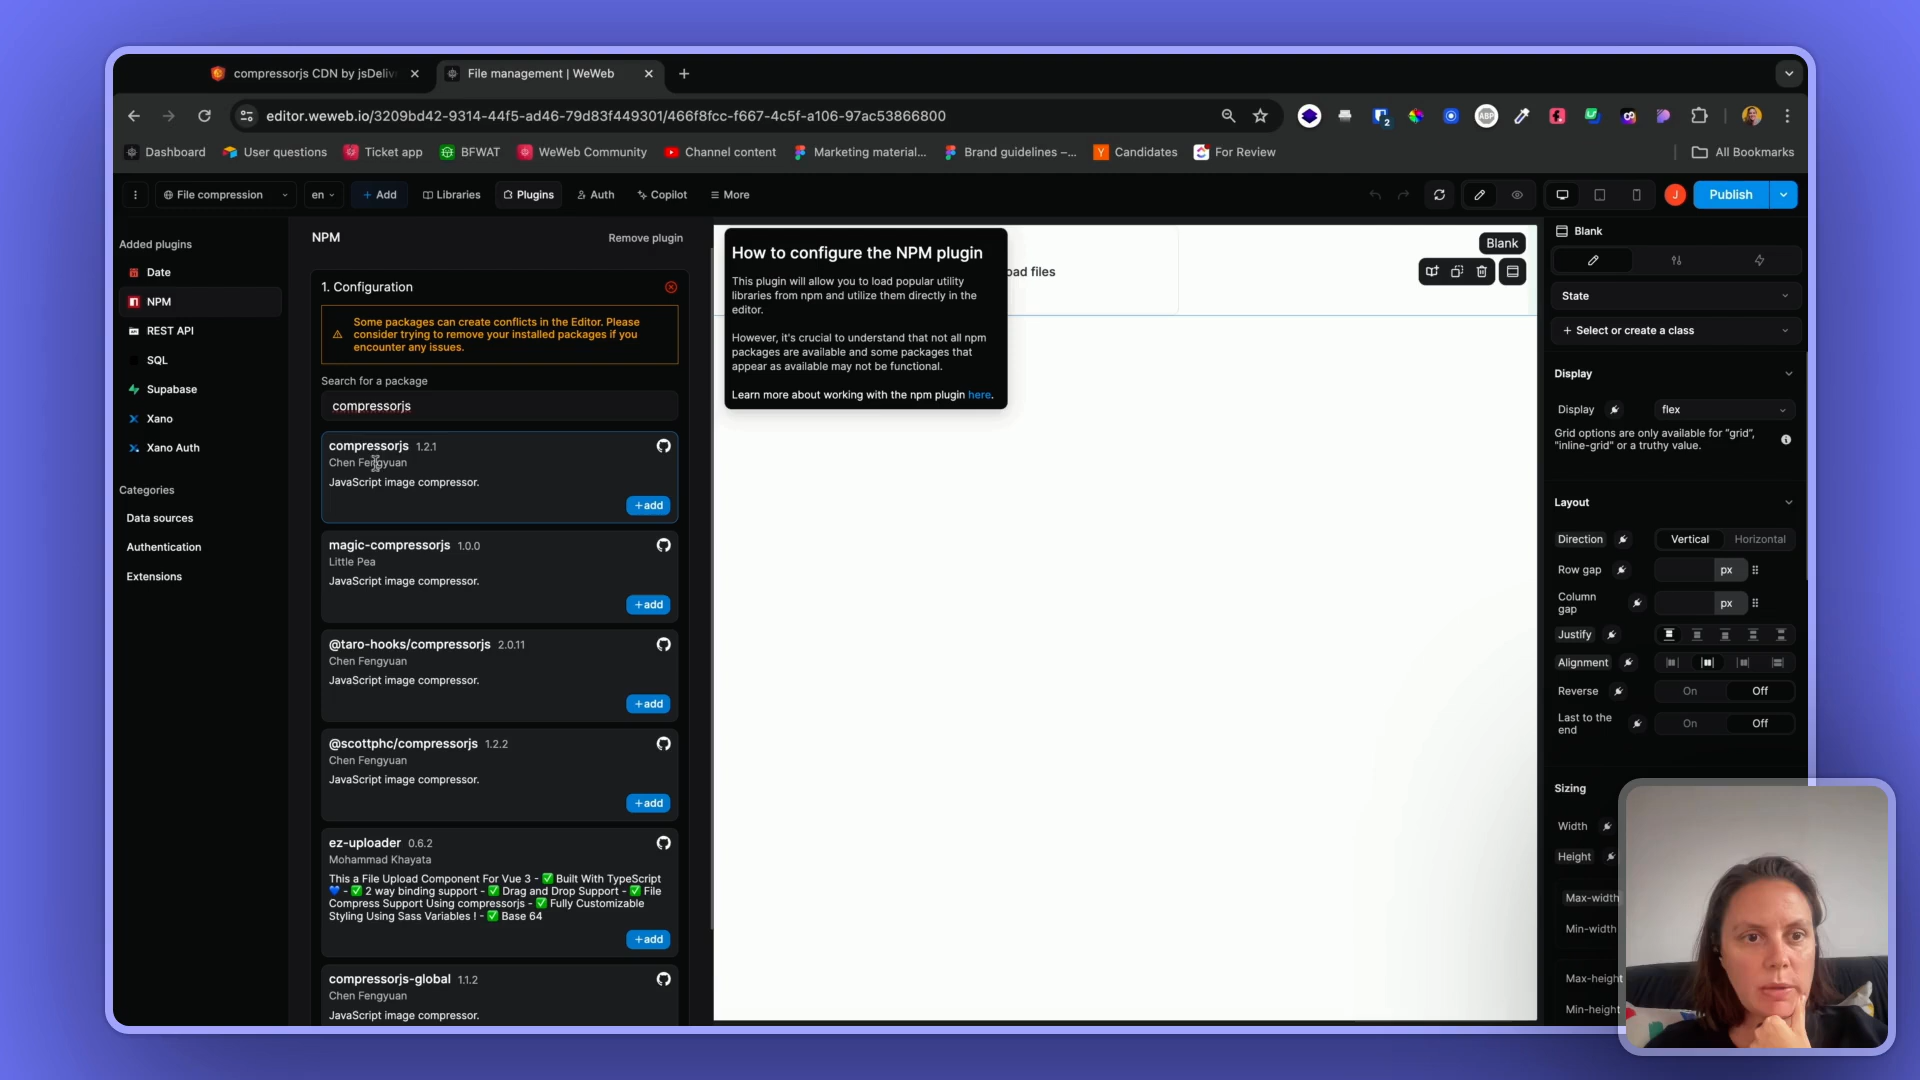 compressorjs CDN by jsDeliv
File management | WeWeb
editor.weweb.io/3209bd42-9314-44f5-ad46-79d83f449301/466f8fcc-f667-4c5f-a106-97ac53866800
ABP
2
Dashboard
User questions
Ticket app
BFWAT
WeWeb Community
Channel content
Marketing material...
Brand guidelines –...
Candidates
For Review
All Bookmarks
File compression
en
+ Add
Libraries
Plugins
Auth
Copilot
More
J
Publish
Added plugins
Date
NPM
REST API
SQL
Supabase
Xano
Xano Auth
Categories
Data sources
Authentication
Extensions
NPM
Remove plugin
1. Configuration
Some packages can create conflicts in the Editor. Please
consider trying to remove your installed packages if you
encounter any issues.
Search for a package
compressorjs
compressorjs 1.2.1
Chen Fengyuan
JavaScript image compressor.
+add
magic-compressorjs 1.0.0
Little Pea
JavaScript image compressor.
+add
@taro-hooks/compressorjs 2.0.11
Chen Fengyuan
JavaScript image compressor.
+add
@scottphc/compressorjs 1.2.2
Chen Fengyuan
JavaScript image compressor.
+add
ez-uploader 0.6.2
Mohammad Khayata
This a File Upload Component For Vue 3 - ✅ Built With TypeScript
💙 - ✅ 2 way binding support - ✅ Drag and Drop Support - ✅ File
Compress Support Using compressorjs - ✅ Fully Customizable
Styling Using Sass Variables ! - ✅ Base 64
+add
compressorjs-global 1.1.2
Chen Fengyuan
JavaScript image compressor.
How to configure the NPM plugin
This plugin will allow you to load popular utility
libraries from npm and utilize them directly in the
editor.
However, it's crucial to understand that not all npm
packages are available and some packages that
appear as available may not be functional.
Learn more about working with the npm plugin here.
oad files
Blank
Blank
State
+ Select or create a class
Display
Display
flex
Grid options are only available for "grid",
"inline-grid" or a truthy value.
Layout
Direction
Vertical
Horizontal
Row gap
px
Column
gap
px
Justify
Alignment
Reverse
On
Off
Last to the
end
On
Off
Sizing
Width
Height
Max-width
Min-width
Max-height
Min-height